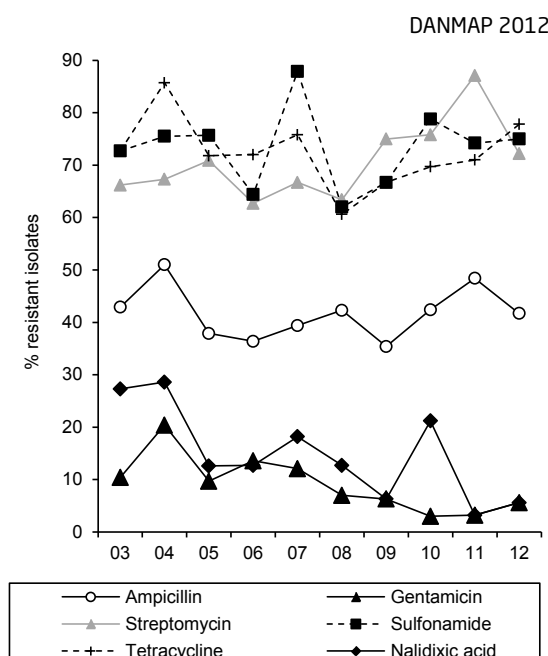 DANMAP 2012
90
80
70
60
50
40
30
20
10
0
% resistant isolates
03 04 05 06 07 08 09 10 11 12
Ampicillin Gentamicin
Streptomycin Sulfonamide
Tetracycline Nalidixic acid